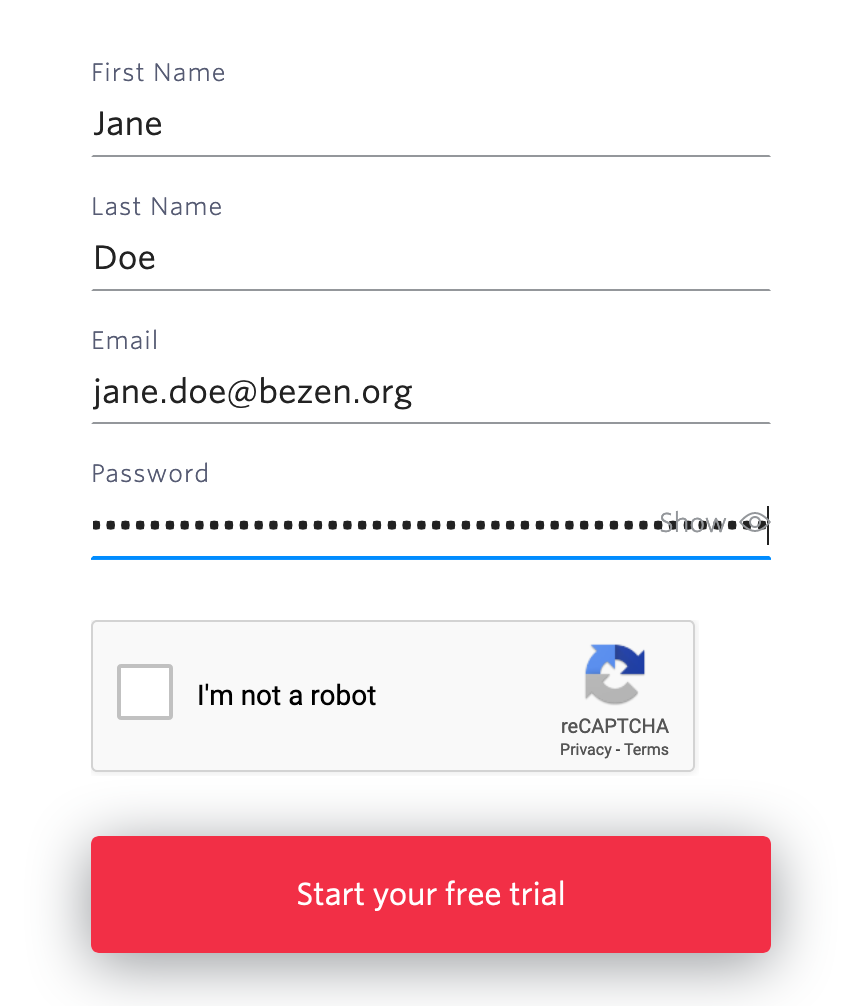 First Name
Jane
Last Name
Doe
Email
jane.doe@bezen.org
Password
Show
I'm not a robot
reCAPTCHA
Privacy - Terms
Start your free trial